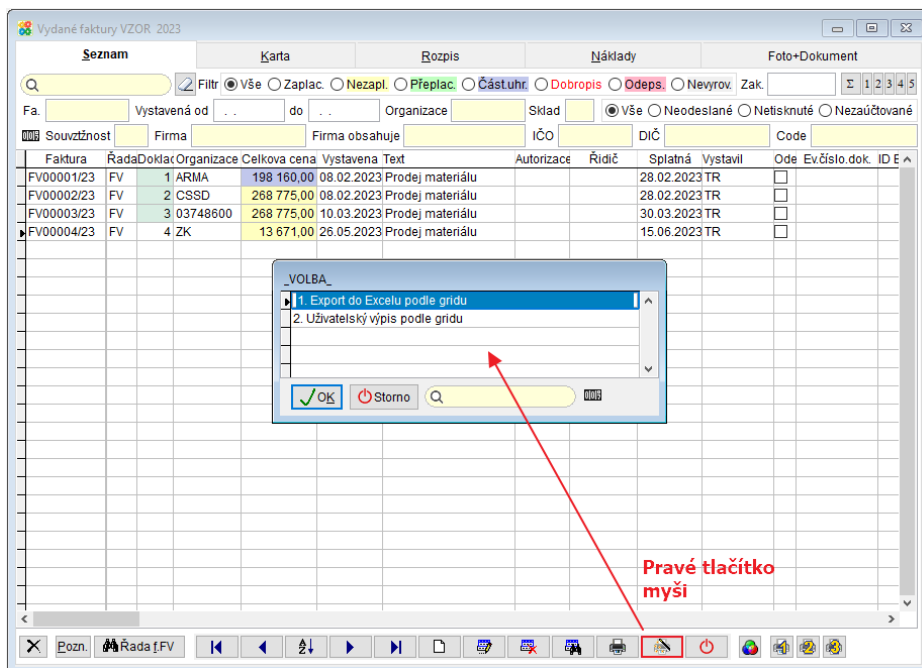 Vydané faktury VZOR 2023
Seznam Karta Rozpis Náklady Foto+Dokument
Filtr Vše Zaplac. Nezapl. Přeplac. Část.uhr. Dobropis Odeps. Nevyrov. Zak. Σ 1 2 3 4 5
Fa. Vystavená od . . do . . Organizace Sklad Vše Neodeslané Netisknuté Nezaúčtované
Souvztžnost Firma Firma obsahuje IČO DIČ Code
Faktura Řada Doklad Organizace Celkova cena Vystavena Text Autorizace Řidič Splatná Vystavil Ode Ev.číslo.dok. ID E
FV00001/23 FV 1 ARMA 198 160,00 08.02.2023 Prodej materiálu 28.02.2023 TR
FV00002/23 FV 2 CSSD 268 775,00 08.02.2023 Prodej materiálu 28.02.2023 TR
FV00003/23 FV 3 03748600 268 775,00 10.03.2023 Prodej materiálu 30.03.2023 TR
FV00004/23 FV 4 ZK 13 671,00 26.05.2023 Prodej materiálu 15.06.2023 TR
_VOLBA_
1. Export do Excelu podle gridu
2. Uživatelský výpis podle gridu
OK Storno
Pravé tlačítko
myši
Pozn. Řada f.FV